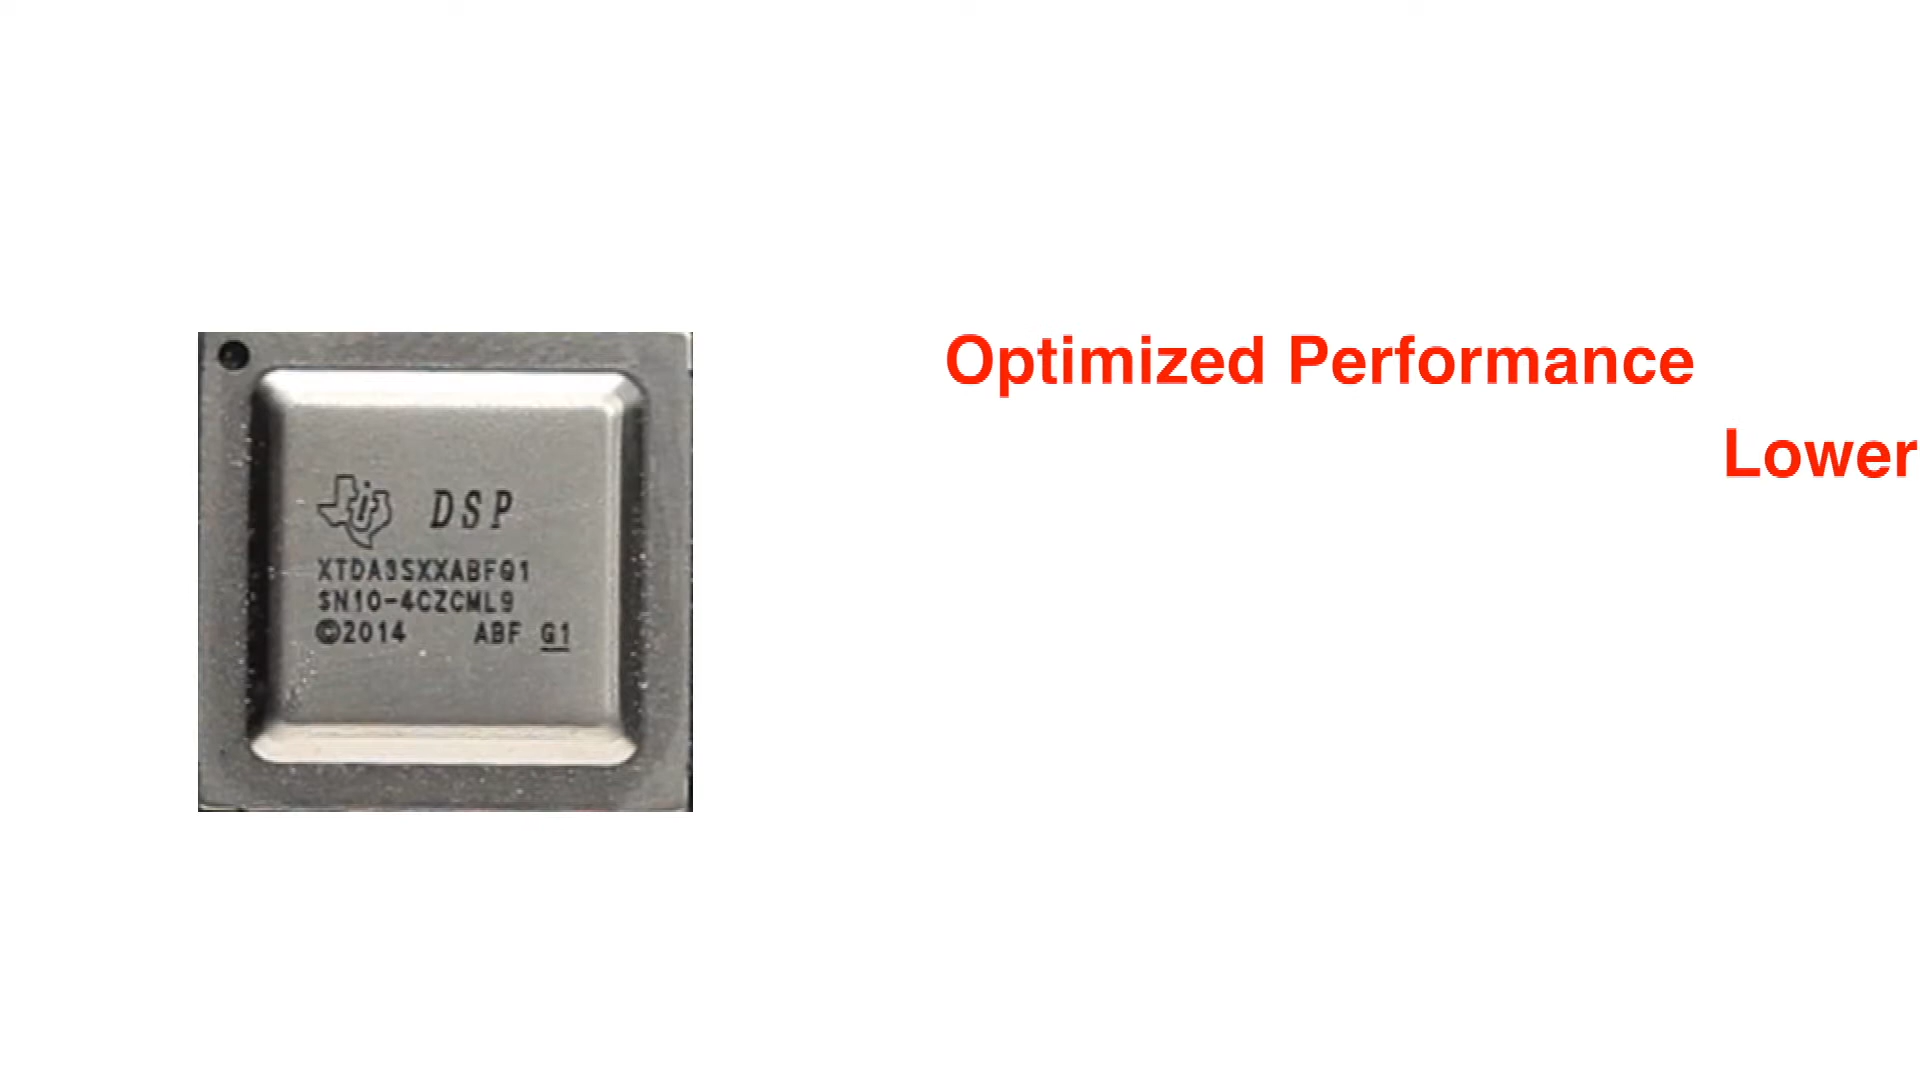 Optimized Performance
Lower
DSP
XTDA3SXXABFQ1
SN10-4CZCML9
©2014 ABF G1